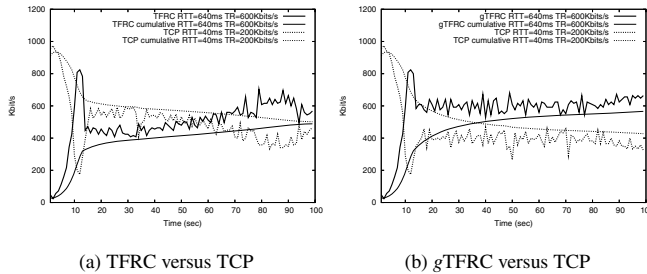 TFRC RTT=640ms TR=600Kbits/s
TFRC cumulative RTT=640ms TR=600Kbits/s
TCP RTT=40ms TR=200Kbits/s
TCP cumulative RTT=40ms TR=200Kbits/s
1200
1000
800
600
400
200
0
Kbit/s
0 10 20 30 40 50 60 70 80 90 100
Time (sec)
(a) TFRC versus TCP
gTFRC RTT=640ms TR=600Kbits/s
gTFRC cumulative RTT=640ms TR=600Kbits/s
TCP RTT=40ms TR=200Kbits/s
TCP cumulative RTT=40ms TR=200Kbits/s
1200
1000
800
600
400
200
0
Kbit/s
0 10 20 30 40 50 60 70 80 90 100
Time (sec)
(b) gTFRC versus TCP